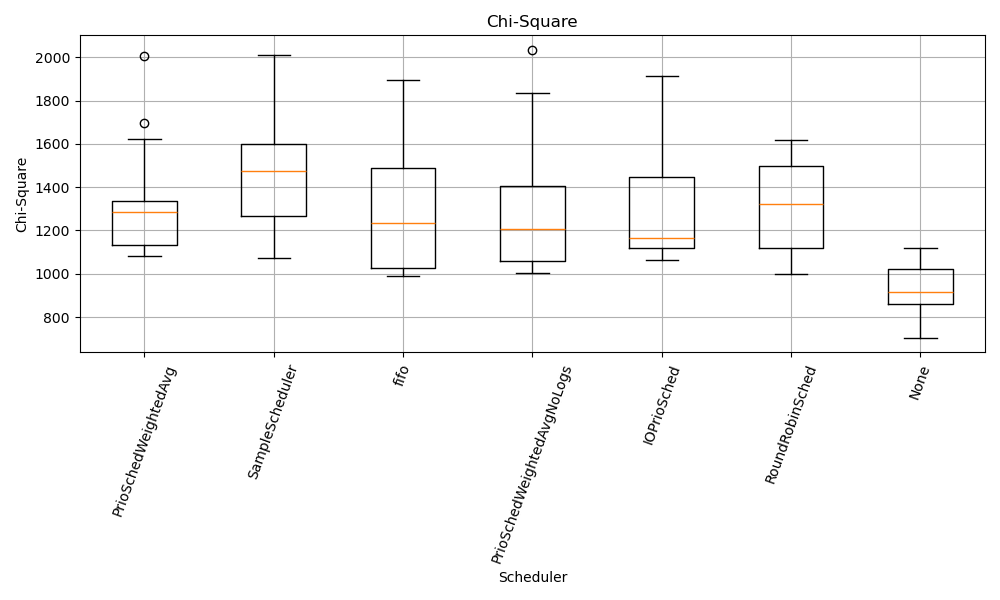 Chi-Square
Chi-Square
2000
1800
1600
1400
1200
1000
800
PrioSchedWeightedAvg
SampleScheduler
fifo
PrioSchedWeightedAvgNoLogs
IOPrioSched
RoundRobinSched
None
Scheduler